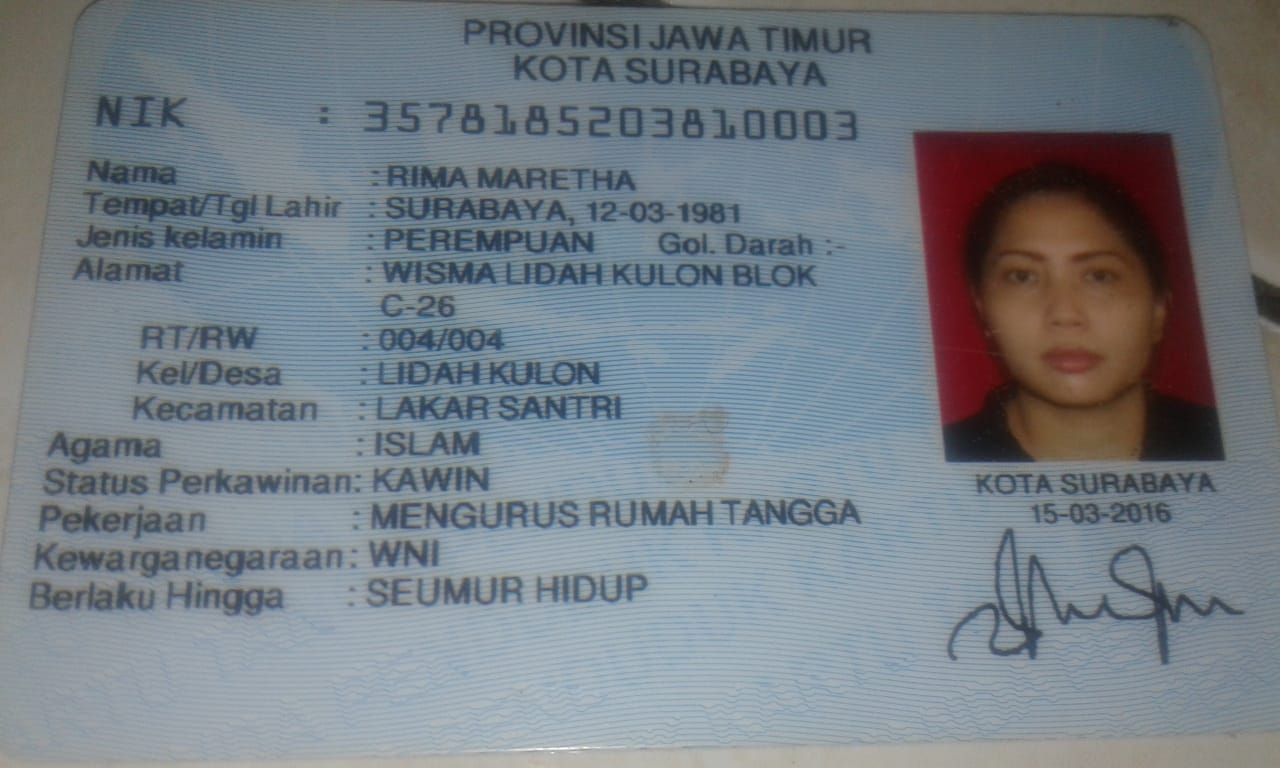 PROVINSI JAWA TIMUR
KOTA SURABAYA
NIK : 3578185203810003
Nama : RIMA MARETHA
Tempat/Tgl Lahir : SURABAYA, 12-03-1981
Jenis kelamin : PEREMPUAN Gol. Darah :-
Alamat : WISMA LIDAH KULON BLOK
C-26
RT/RW : 004/004
Kel/Desa : LIDAH KULON
Kecamatan : LAKAR SANTRI
Agama : ISLAM
Status Perkawinan: KAWIN
Pekerjaan : MENGURUS RUMAH TANGGA
Kewarganegaraan: WNI
Berlaku Hingga : SEUMUR HIDUP
KOTA SURABAYA
15-03-2016